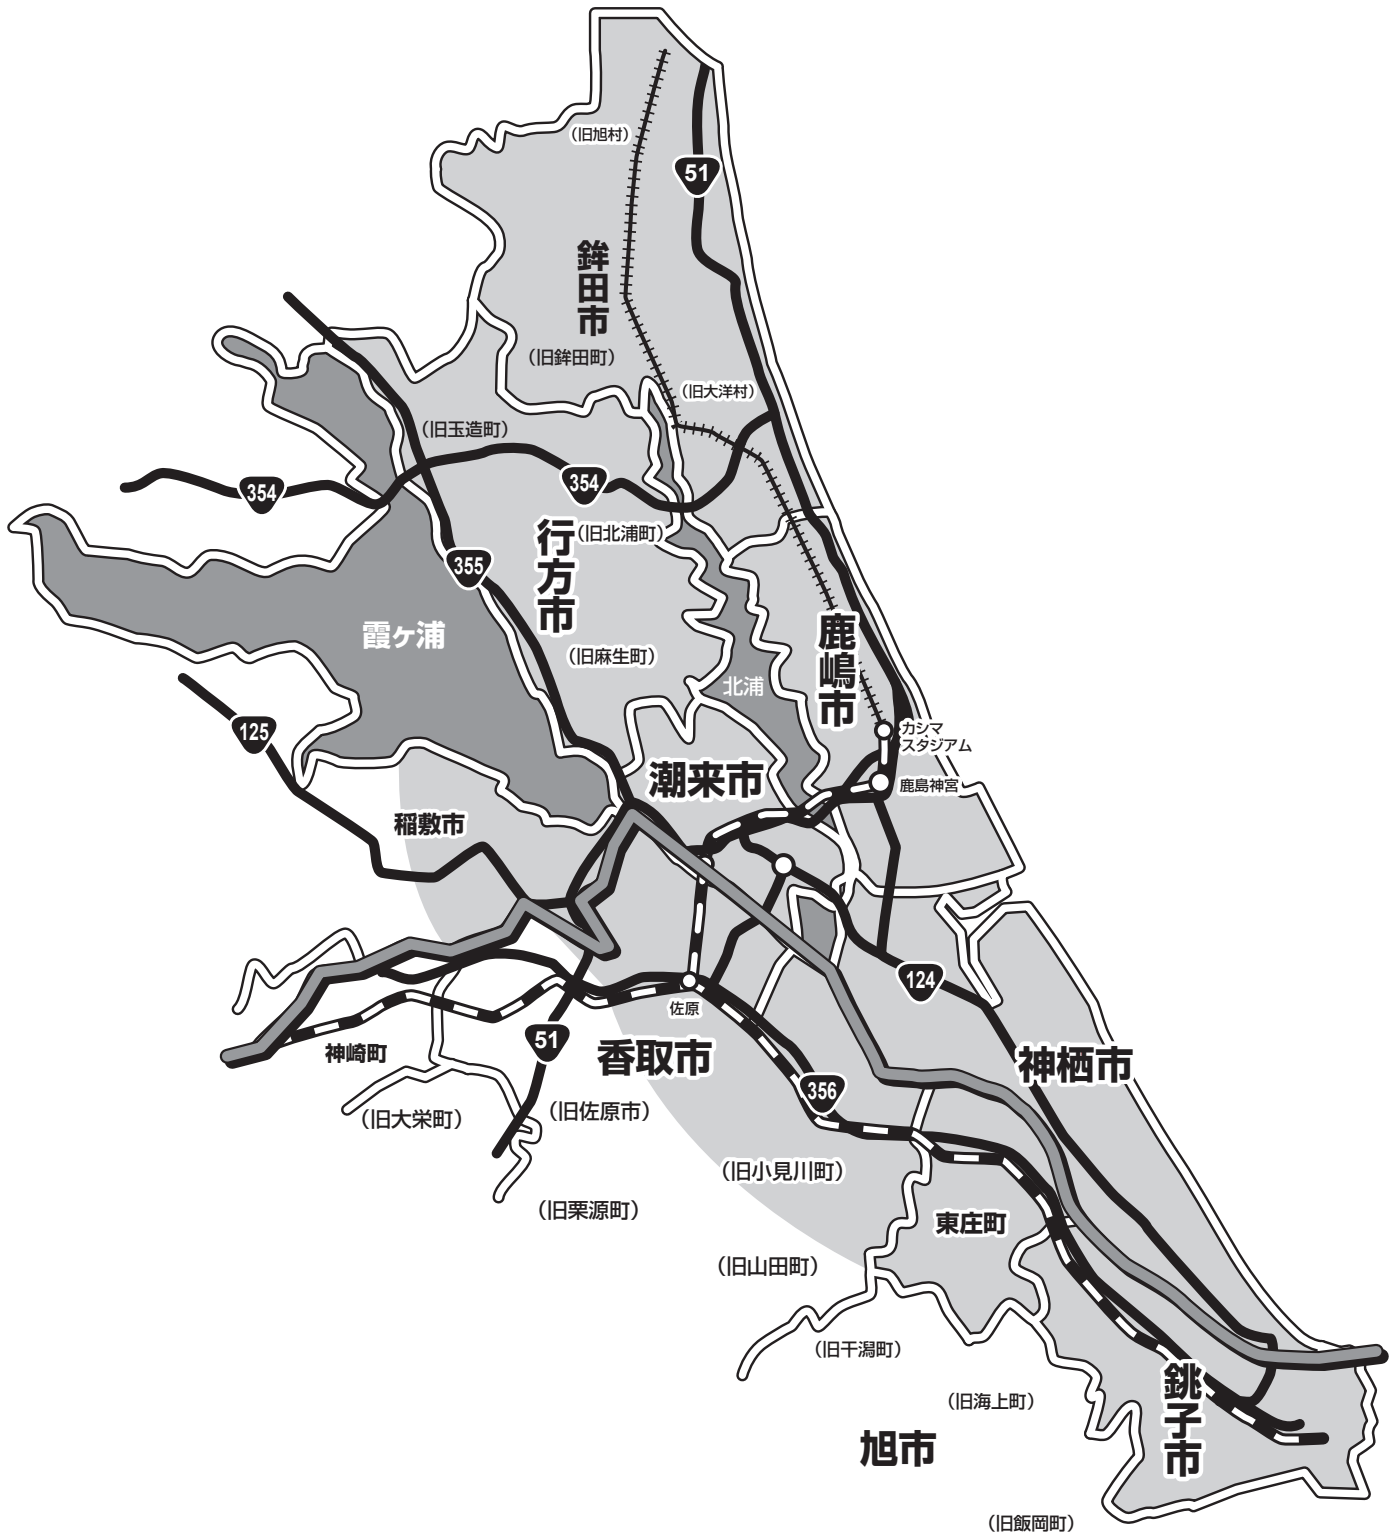 （旧旭村）
51
鉾田市
（旧鉾田町）
（旧大洋村）
（旧玉造町）
354
354
行方市
（旧北浦町）
355
霞ヶ浦
（旧麻生町）
鹿嶋市
北浦
125
カシマ
スタジアム
潮来市
鹿島神宮
稲敷市
124
佐原
51
神崎町
香取市
神栖市
356
（旧大栄町）
（旧佐原市）
（旧小見川町）
（旧栗源町）
東庄町
（旧山田町）
（旧干潟町）
銚子市
（旧海上町）
旭市
（旧飯岡町）